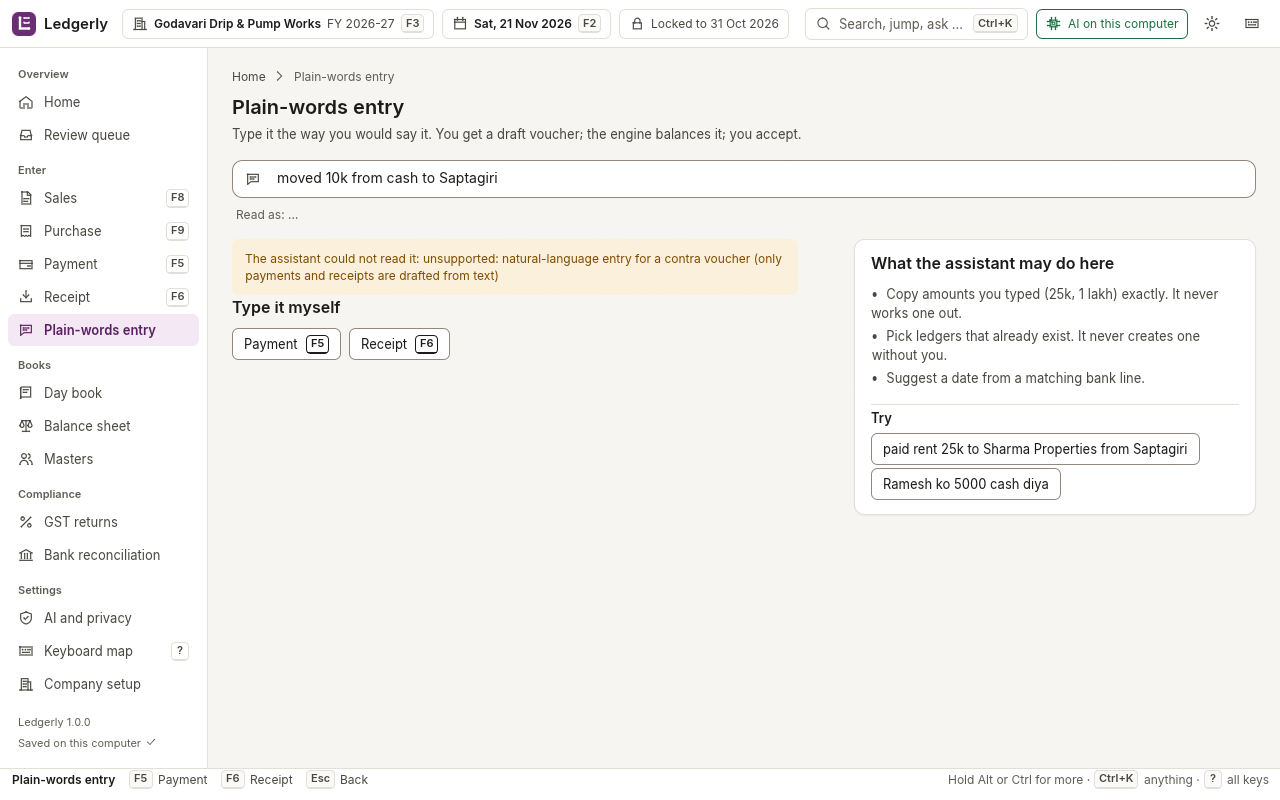 Ledgerly
Godavari Drip & Pump Works FY 2026-27 F3
Sat, 21 Nov 2026 F2
Locked to 31 Oct 2026
Search, jump, ask ... Ctrl+K
AI on this computer
Overview
Home
Review queue
Enter
Sales F8
Purchase F9
Payment F5
Receipt F6
Plain-words entry
Books
Day book
Balance sheet
Masters
Compliance
GST returns
Bank reconciliation
Settings
AI and privacy
Keyboard map ?
Company setup
Ledgerly 1.0.0
Saved on this computer
Home Plain-words entry
Plain-words entry
Type it the way you would say it. You get a draft voucher; the engine balances it; you accept.
moved 10k from cash to Saptagiri
Read as: ...
The assistant could not read it: unsupported: natural-language entry for a contra voucher (only
payments and receipts are drafted from text)
Type it myself
Payment F5 Receipt F6
What the assistant may do here
• Copy amounts you typed (25k, 1 lakh) exactly. It never
works one out.
• Pick ledgers that already exist. It never creates one
without you.
• Suggest a date from a matching bank line.
Try
paid rent 25k to Sharma Properties from Saptagiri
Ramesh ko 5000 cash diya
Plain-words entry F5 Payment F6 Receipt Esc Back
Hold Alt or Ctrl for more · Ctrl+K anything · ? all keys